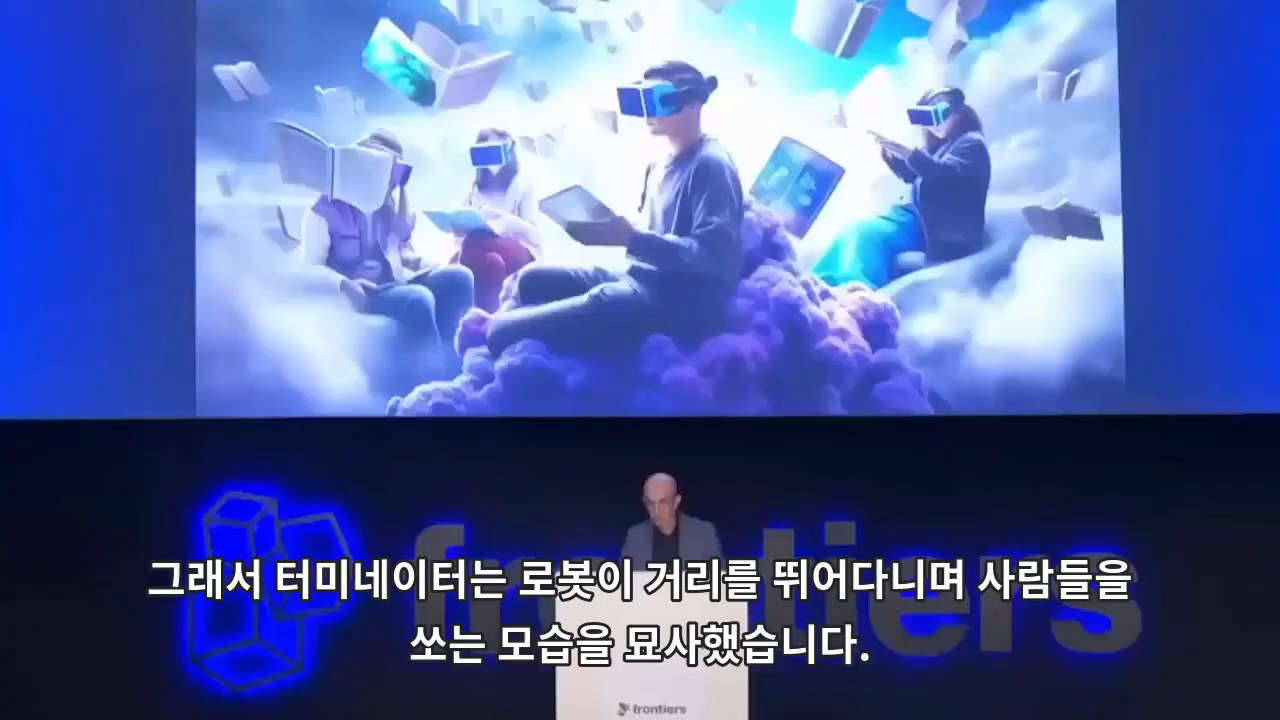 frontiers
그래서 터미네이터는 로봇이 거리를 뛰어다니며 사람들을
쏘는 모습을 묘사했습니다.
frontiers